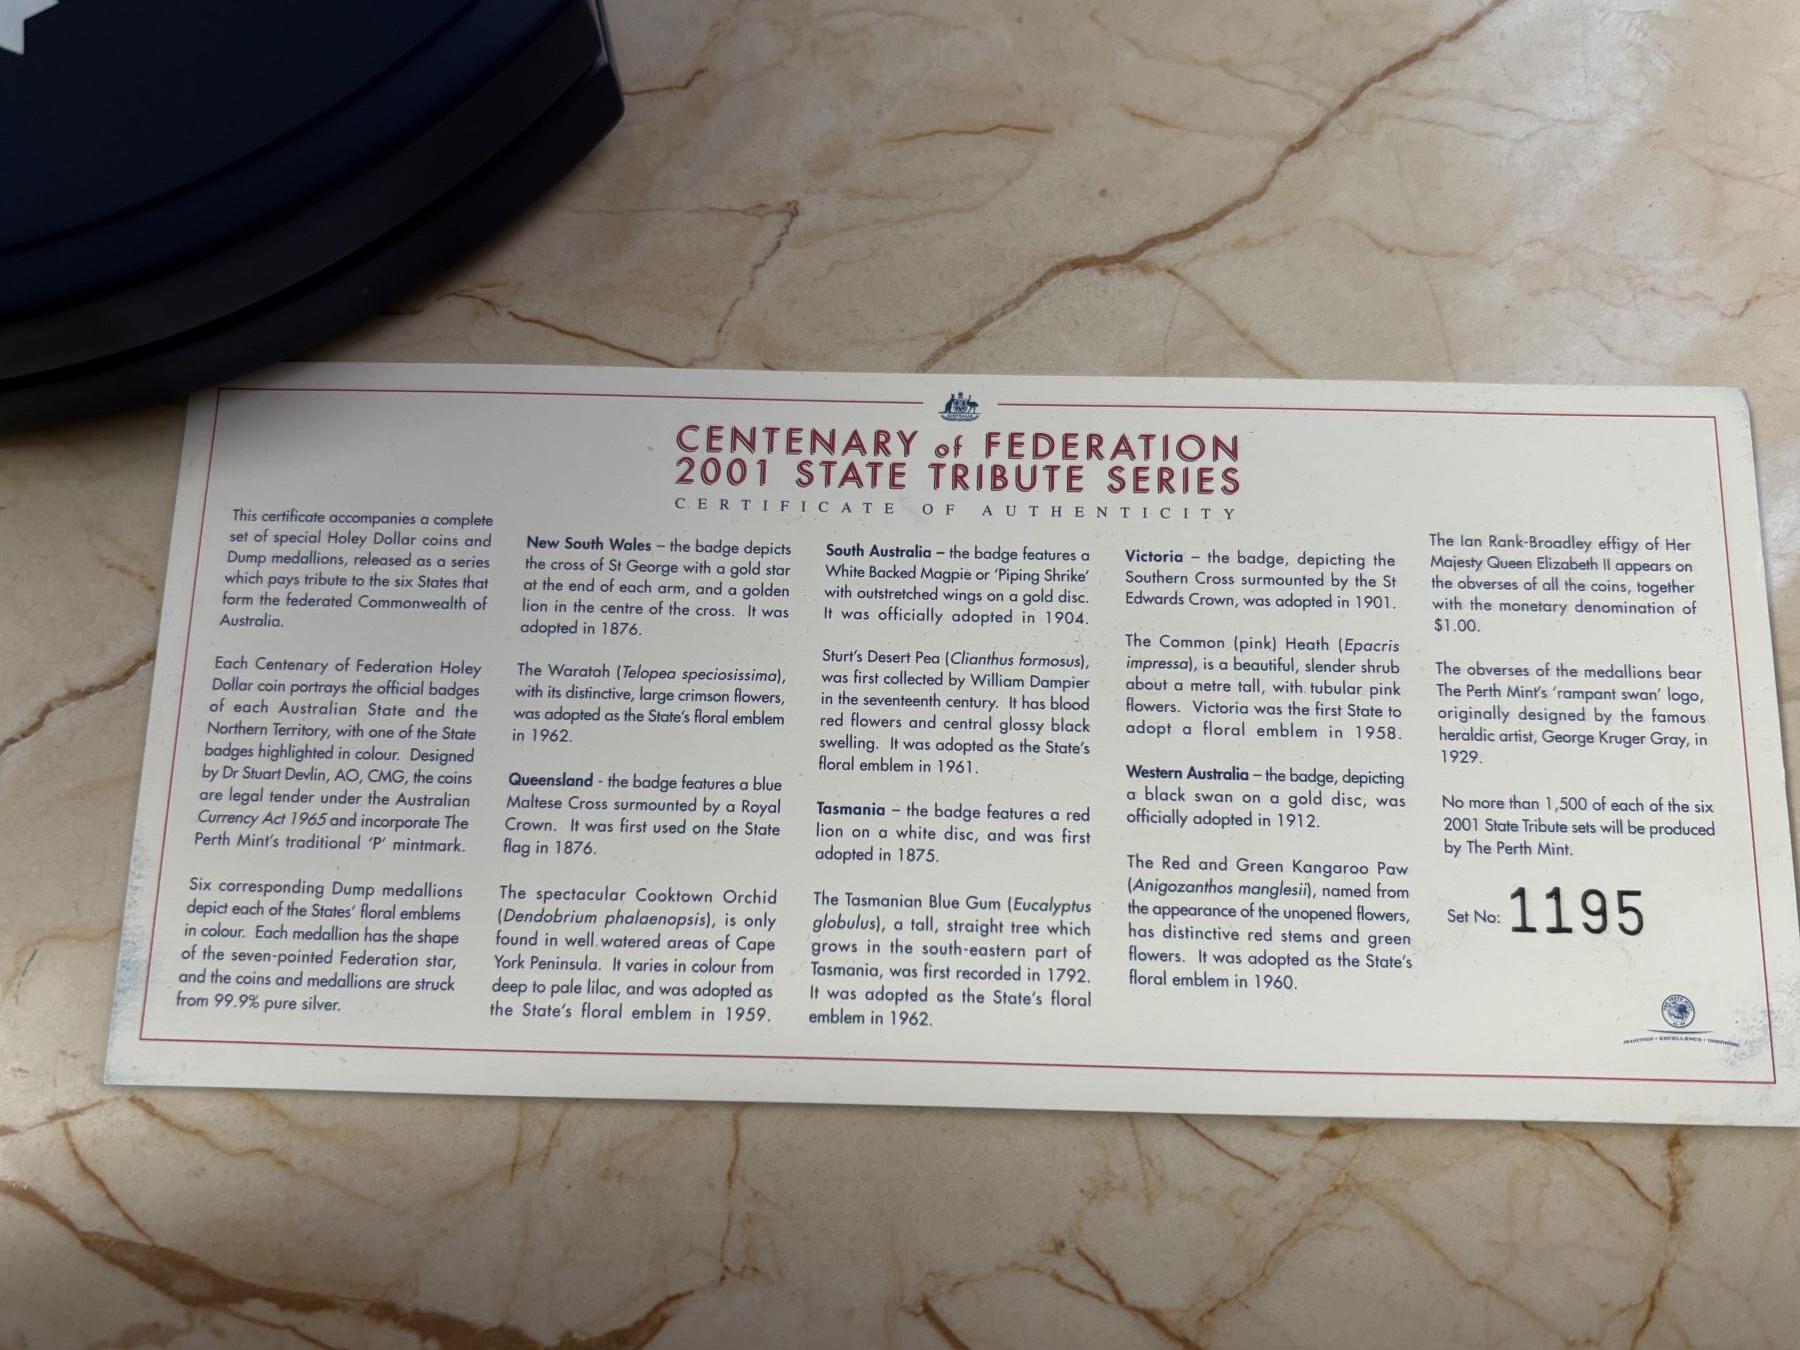 CENTENARY of FEDERATION
2001 STATE TRIBUTE SERIES
CERTIFICATE OF AUTHENTICITY
This certificate accompanies a complete
set of special Holey Dollar coins and
Dump medallions, released as a series
which pays tribute to the six States that
form the federated Commonwealth of
Australia.
Each Centenary of Federation Holey
Dollar coin portrays the official badges
of each Australian State and the
Northern Territory, with one of the State
badges highlighted in colour. Designed
by Dr Stuart Devlin, AO, CMG, the coins
are legal tender under the Australian
Currency Act 1965 and incorporate The
Perth Mint's traditional 'P' mintmark.
Six corresponding Dump medallions
depict each of the States' floral emblems
in colour. Each medallion has the shape
of the seven-pointed Federation star,
and the coins and medallions are struck
from 99.9% pure silver.
New South Wales – the badge depicts
the cross of St George with a gold star
at the end of each arm, and a golden
lion in the centre of the cross. It was
adopted in 1876.
The Waratah (Telopea speciosissima),
with its distinctive, large crimson flowers,
was adopted as the State's floral emblem
in 1962.
Queensland - the badge features a blue
Maltese Cross surmounted by a Royal
Crown. It was first used on the State
flag in 1876.
The spectacular Cooktown Orchid
(Dendobrium phalaenopsis), is only
found in well watered areas of Cape
York Peninsula. It varies in colour from
deep to pale lilac, and was adopted as
the State's floral emblem in 1959.
South Australia – the badge features a
White Backed Magpie or 'Piping Shrike'
with outstretched wings on a gold disc.
It was officially adopted in 1904.
Sturt's Desert Pea (Clianthus formosus),
was first collected by William Dampier
in the seventeenth century. It has blood
red flowers and central glossy black
swelling. It was adopted as the State's
floral emblem in 1961.
Tasmania – the badge features a red
lion on a white disc, and was first
adopted in 1875.
The Tasmanian Blue Gum (Eucalyptus
globulus), a tall, straight tree which
grows in the south-eastern part of
Tasmania, was first recorded in 1792.
It was adopted as the State's floral
emblem in 1962.
Victoria – the badge, depicting the
Southern Cross surmounted by the St
Edwards Crown, was adopted in 1901.
The Common (pink) Heath (Epacris
impressa), is a beautiful, slender shrub
about a metre tall, with tubular pink
flowers. Victoria was the first State to
adopt a floral emblem in 1958.
Western Australia – the badge, depicting
a black swan on a gold disc, was
officially adopted in 1912.
The Red and Green Kangaroo Paw
(Anigozanthos manglesii), named from
the appearance of the unopened flowers,
has distinctive red stems and green
flowers. It was adopted as the State's
floral emblem in 1960.
The Ian Rank-Broadley effigy of Her
Majesty Queen Elizabeth II appears on
the obverses of all the coins, together
with the monetary denomination of
$1.00.
The obverses of the medallions bear
The Perth Mint's 'rampant swan' logo,
originally designed by the famous
heraldic artist, George Kruger Gray, in
1929.
No more than 1,500 of each of the six
2001 State Tribute sets will be produced
by The Perth Mint.
Set No: 1195